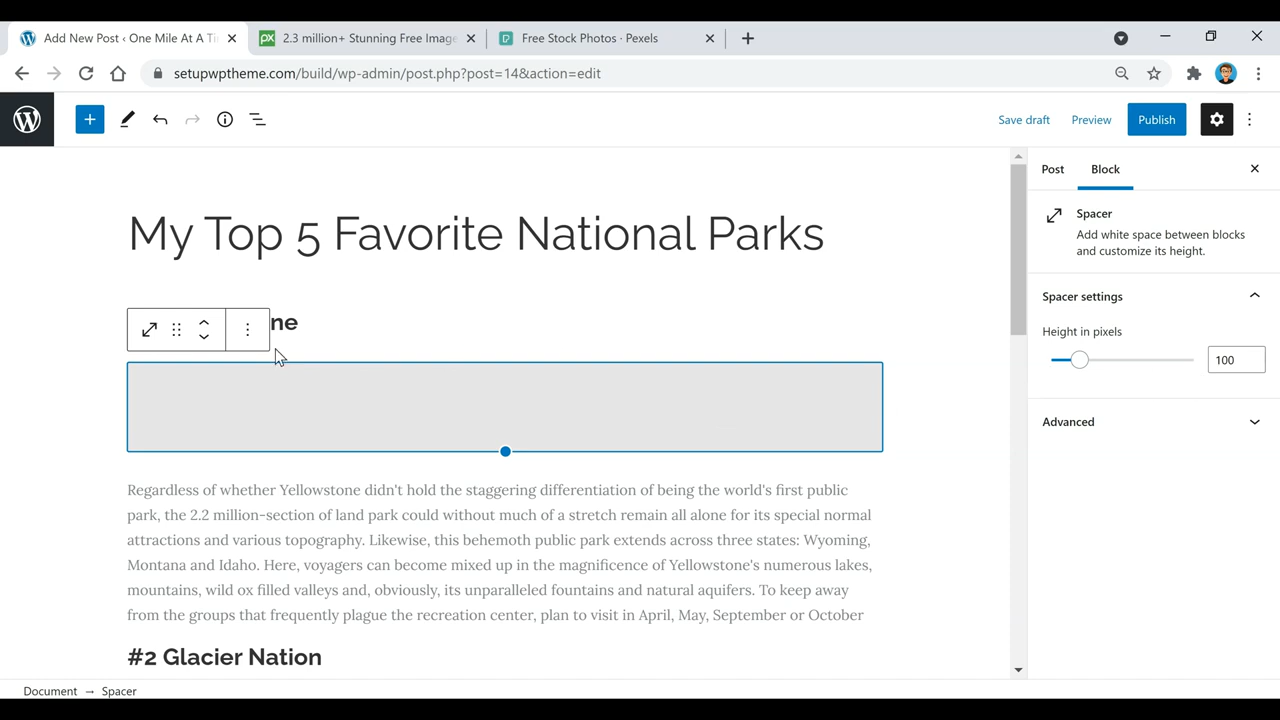 Add New Post ‹ One Mile At A Ti
2.3 million+ Stunning Free Image
Free Stock Photos · Pexels
setupwptheme.com/build/wp-admin/post.php?post=14&action=edit
Save draft
Preview
Publish
Post
Block
My Top 5 Favorite National Parks
Spacer
Add white space between blocks
and customize its height.
Spacer settings
Height in pixels
100
Advanced
ne
Regardless of whether Yellowstone didn't hold the staggering differentiation of being the world's first public
park, the 2.2 million-section of land park could without much of a stretch remain all alone for its special normal
attractions and various topography. Likewise, this behemoth public park extends across three states: Wyoming,
Montana and Idaho. Here, voyagers can become mixed up in the magnificence of Yellowstone's numerous lakes,
mountains, wild ox filled valleys and, obviously, its unparalleled fountains and natural aquifers. To keep away
from the groups that frequently plague the recreation center, plan to visit in April, May, September or October
#2 Glacier Nation
Document → Spacer